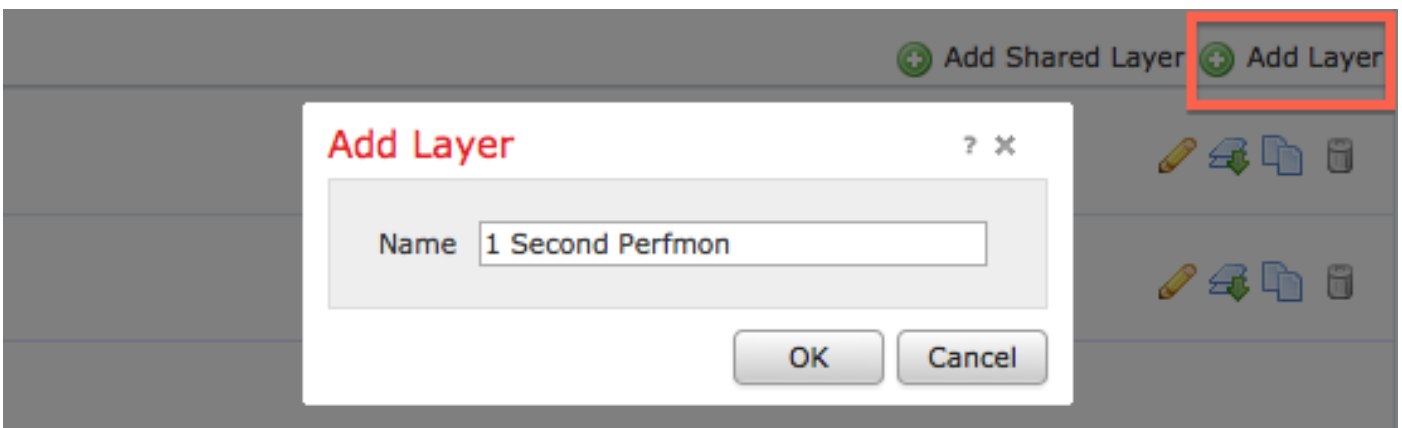 Add Shared Layer Add Layer
Add Layer
?
Name 1 Second Perfmon
OK Cancel